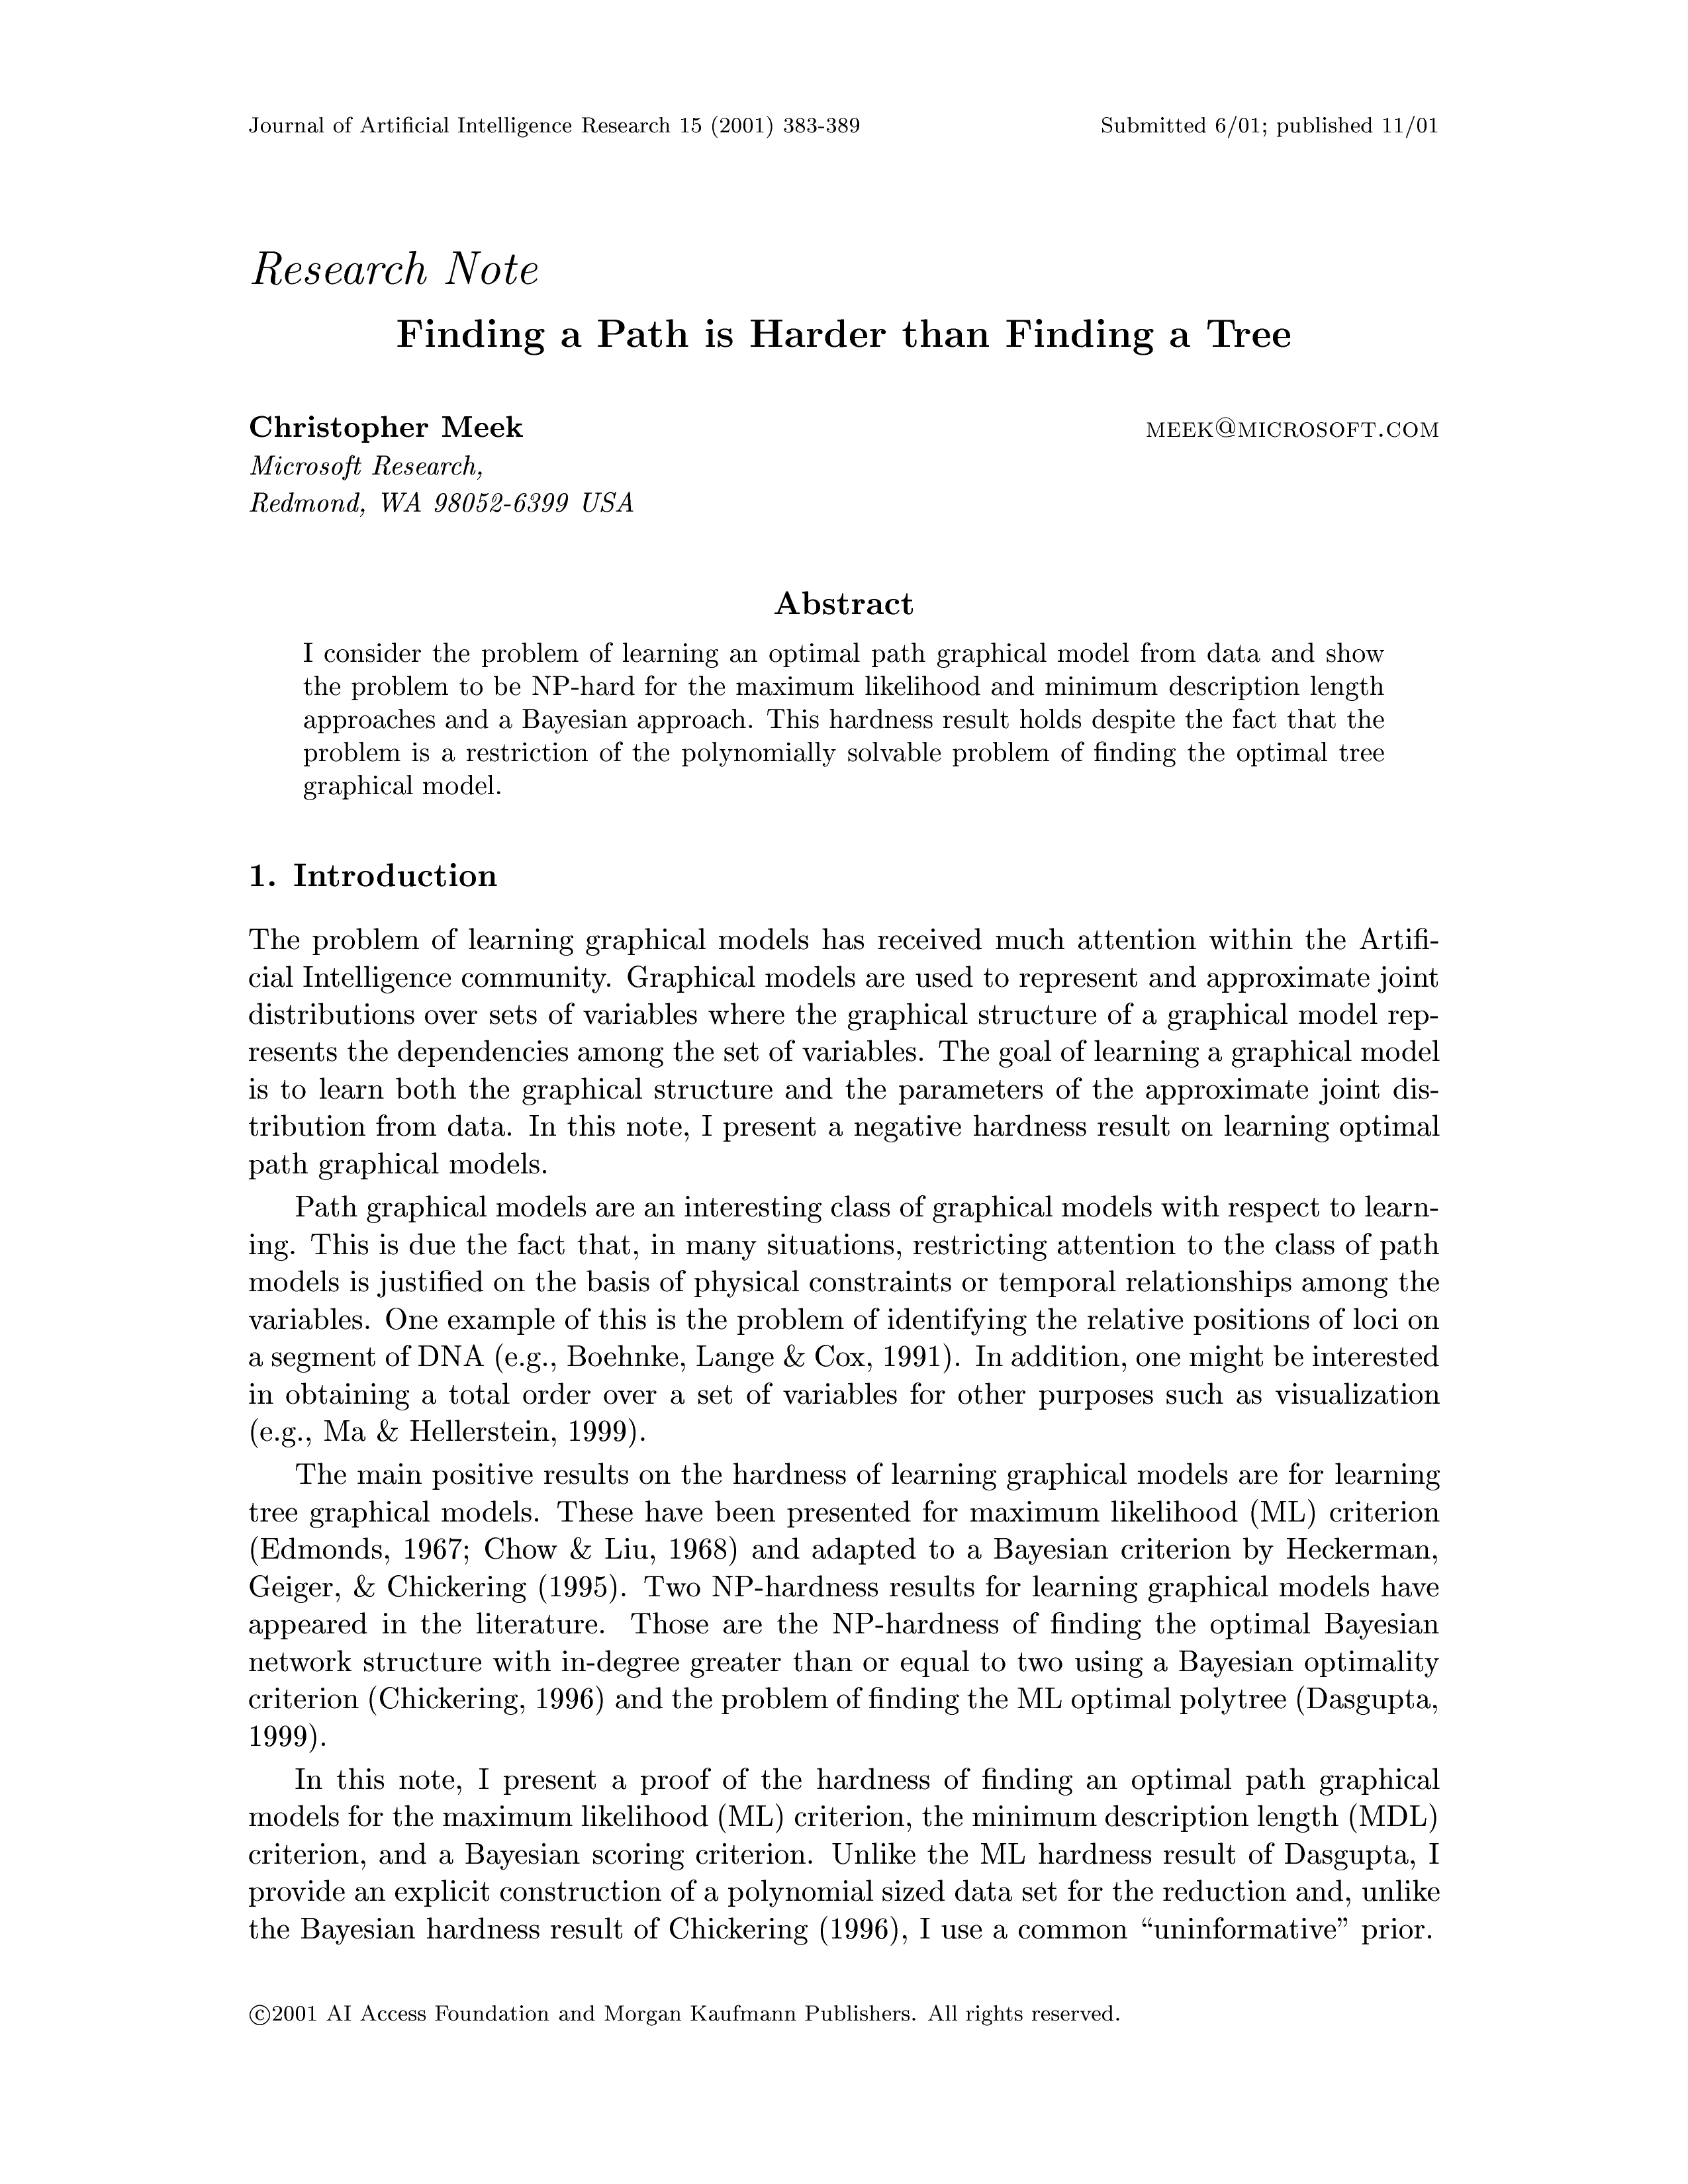 Journal of Artificial Intelligence Research 15 (2001) 383-389
Submitted 6/01; published 11/01
Research Note
Finding a Path is Harder than Finding a Tree
Christopher Meek
MEEK@MICROSOFT.COM
Microsoft Research,
Redmond, WA 98052-6399 USA
Abstract
I consider the problem of learning an optimal path graphical model from data and show
the problem to be NP-hard for the maximum likelihood and minimum description length
approaches and a Bayesian approach. This hardness result holds despite the fact that the
problem is a restriction of the polynomially solvable problem of finding the optimal tree
graphical model.
1. Introduction
The problem of learning graphical models has received much attention within the Artifi-
cial Intelligence community. Graphical models are used to represent and approximate joint
distributions over sets of variables where the graphical structure of a graphical model rep-
resents the dependencies among the set of variables. The goal of learning a graphical model
is to learn both the graphical structure and the parameters of the approximate joint dis-
tribution from data. In this note, I present a negative hardness result on learning optimal
path graphical models.
Path graphical models are an interesting class of graphical models with respect to learn-
ing. This is due the fact that, in many situations, restricting attention to the class of path
models is justified on the basis of physical constraints or temporal relationships among the
variables. One example of this is the problem of identifying the relative positions of loci on
a segment of DNA (e.g., Boehnke, Lange & Cox, 1991). In addition, one might be interested
in obtaining a total order over a set of variables for other purposes such as visualization
(e.g., Ma & Hellerstein, 1999).
The main positive results on the hardness of learning graphical models are for learning
tree graphical models. These have been presented for maximum likelihood (ML) criterion
(Edmonds, 1967; Chow & Liu, 1968) and adapted to a Bayesian criterion by Heckerman,
Geiger, & Chickering (1995). Two NP-hardness results for learning graphical models have
appeared in the literature. Those are the NP-hardness of finding the optimal Bayesian
network structure with in-degree greater than or equal to two using a Bayesian optimality
criterion (Chickering, 1996) and the problem of finding the ML optimal polytree (Dasgupta,
1999).
In this note, I present a proof of the hardness of finding an optimal path graphical
models for the maximum likelihood (ML) criterion, the minimum description length (MDL)
criterion, and a Bayesian scoring criterion. Unlike the ML hardness result of Dasgupta, I
provide an explicit construction of a polynomial sized data set for the reduction and, unlike
the Bayesian hardness result of Chickering (1996), I use a common “uninformative” prior.
©2001 AI Access Foundation and Morgan Kaufmann Publishers. All rights reserved.